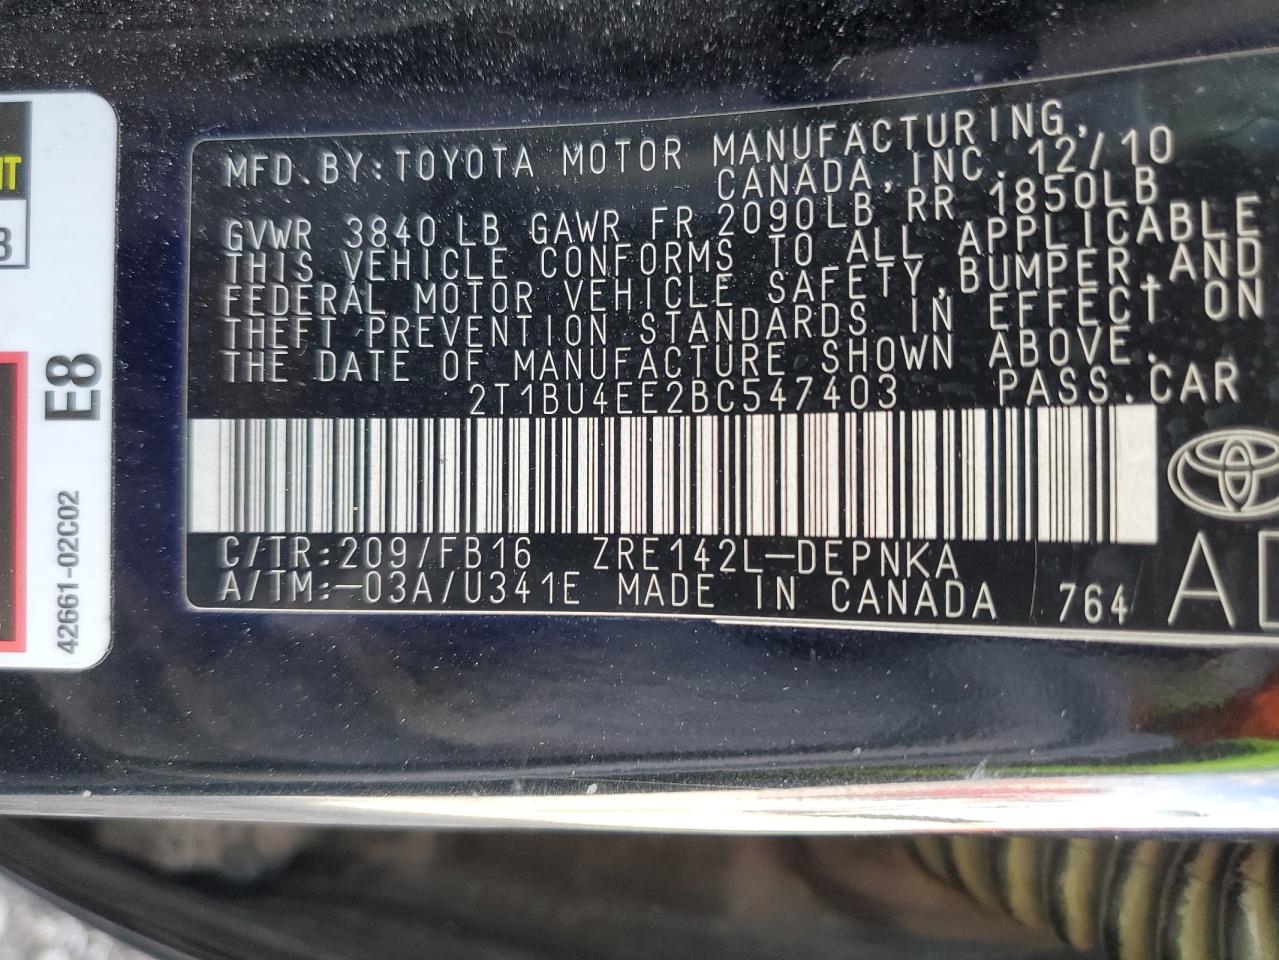 MFD. BY: TOYOTA MOTOR MANUFACTURING,
CANADA, INC. 12/10
GVWR 3840 LB GAWR FR 2090LB RR 1850LB
THIS VEHICLE CONFORMS TO ALL APPLICABLE
FEDERAL MOTOR VEHICLE SAFETY, BUMPER, AND
THEFT PREVENTION STANDARDS IN EFFECT ON
THE DATE OF MANUFACTURE SHOWN ABOVE.
2T1BU4EE2BC547403 PASS. CAR
C/TR: 209/FB16 ZRE142L-DEPNKA
A/TM: -03A/U341E MADE IN CANADA 764
E8
42661-02C02